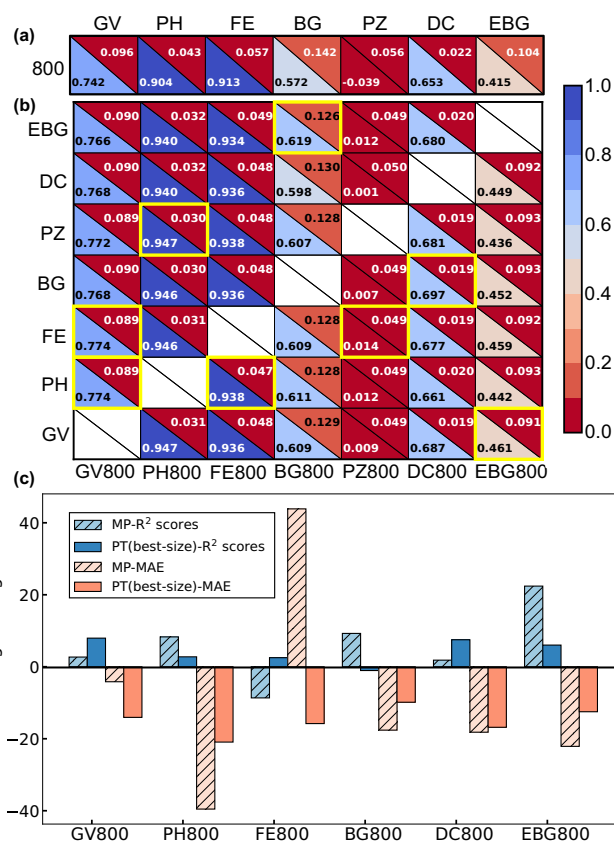 GV PH FE BG PZ DC EBG
(a)
0.096 0.043 0.057 0.142 0.056 0.022 0.104
800
0.742 0.904 0.913 0.572 -0.039 0.653 0.415
(b)
0.090 0.032 0.049 0.126 0.049 0.020
EBG
0.766 0.940 0.934 0.619 0.012 0.680
0.090 0.032 0.048 0.130 0.050 0.092
DC
0.768 0.940 0.936 0.598 0.001 0.449
0.089 0.030 0.048 0.128 0.019 0.093
PZ
0.772 0.947 0.938 0.607 0.681 0.436
0.090 0.030 0.048 0.049 0.019 0.093
BG
0.768 0.946 0.936 0.007 0.697 0.452
0.089 0.031 0.128 0.049 0.019 0.092
FE
0.774 0.946 0.609 0.014 0.677 0.459
0.089 0.047 0.128 0.049 0.020 0.093
PH
0.774 0.938 0.611 0.012 0.661 0.442
0.031 0.048 0.129 0.049 0.019 0.091
GV
0.947 0.936 0.609 0.009 0.687 0.461
GV800 PH800 FE800 BG800 PZ800 DC800 EBG800
1.0
0.8
0.6
0.4
0.2
0.0
(c)
40
20
0
−20
−40
MP-R² scores
PT(best-size)-R² scores
MP-MAE
PT(best-size)-MAE
GV800 PH800 FE800 BG800 DC800 EBG800